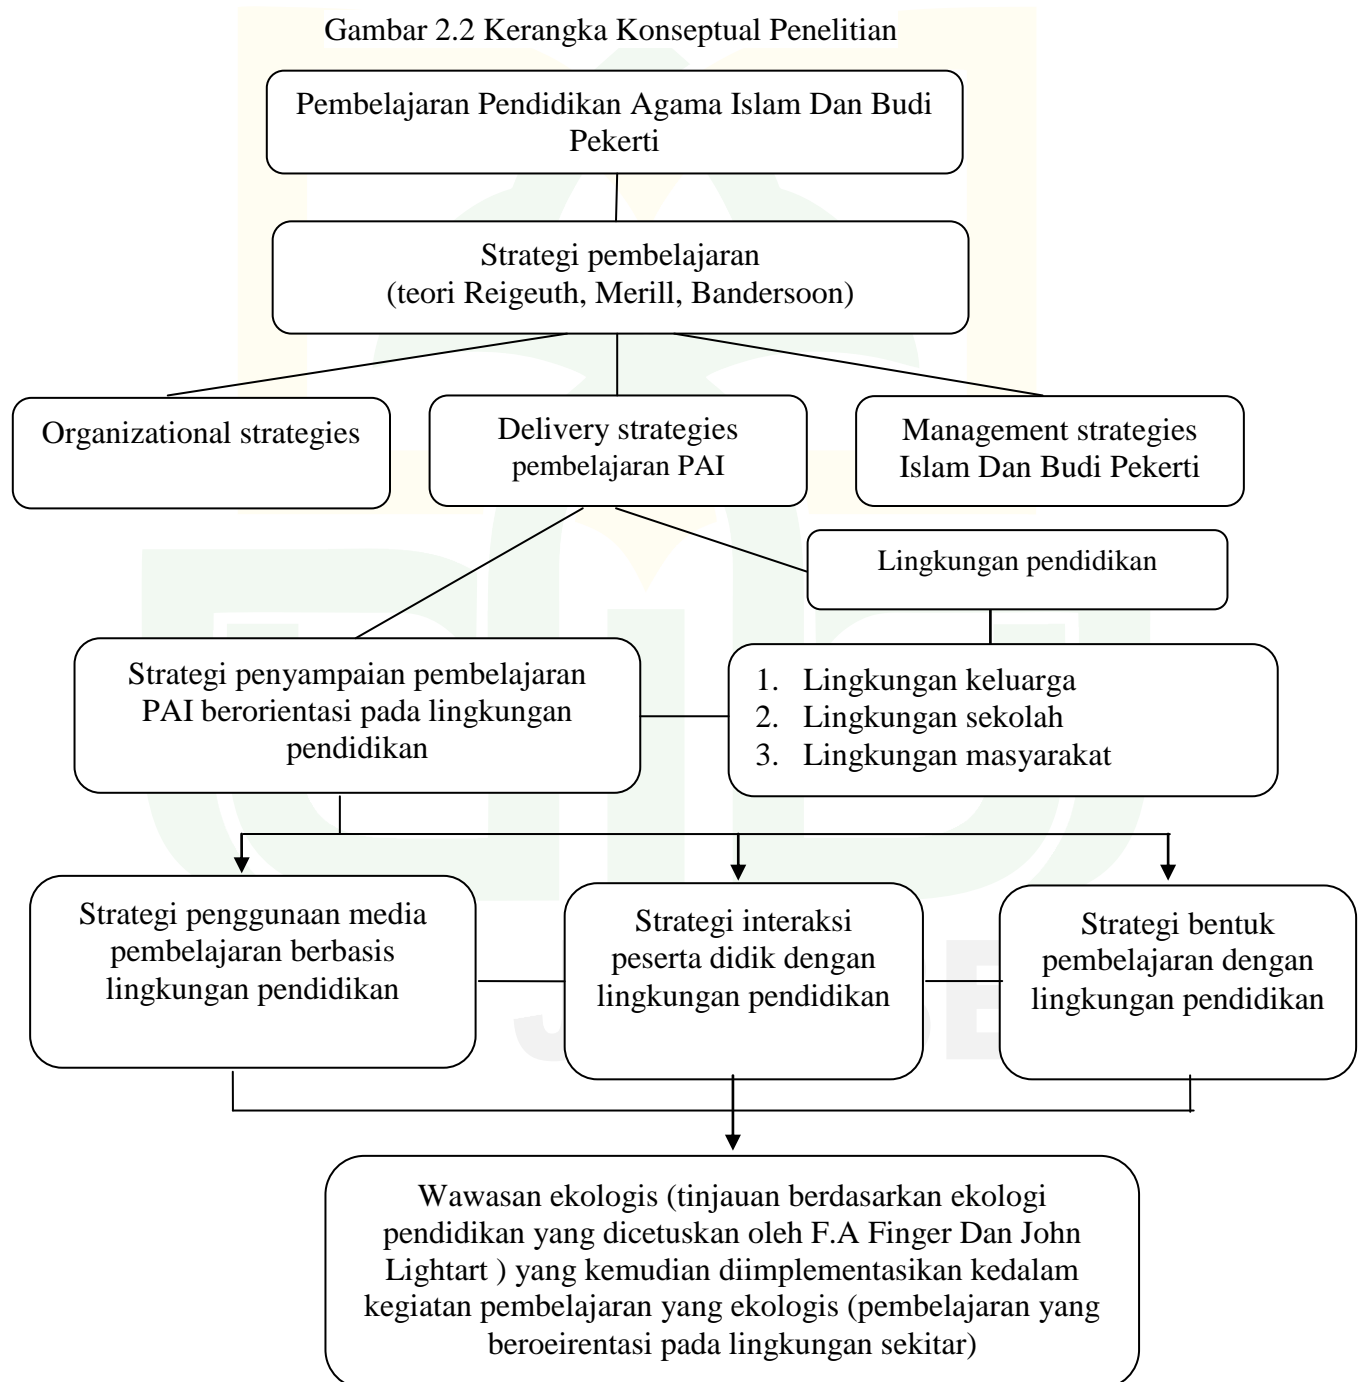 Gambar 2.2 Kerangka Konseptual Penelitian
Pembelajaran Pendidikan Agama Islam Dan Budi
Pekerti
Strategi pembelajaran
(teori Reigeuth, Merill, Bandersoon)
Organizational strategies
Delivery strategies
pembelajaran PAI
Management strategies
Islam Dan Budi Pekerti
Lingkungan pendidikan
Strategi penyampaian pembelajaran
PAI berorientasi pada lingkungan
pendidikan
1. Lingkungan keluarga
2. Lingkungan sekolah
3. Lingkungan masyarakat
Strategi penggunaan media
pembelajaran berbasis
lingkungan pendidikan
Strategi interaksi
peserta didik dengan
lingkungan pendidikan
Strategi bentuk
pembelajaran dengan
lingkungan pendidikan
Wawasan ekologis (tinjauan berdasarkan ekologi
pendidikan yang dicetuskan oleh F.A Finger Dan John
Lightart ) yang kemudian diimplementasikan kedalam
kegiatan pembelajaran yang ekologis (pembelajaran yang
beroeirentasi pada lingkungan sekitar)